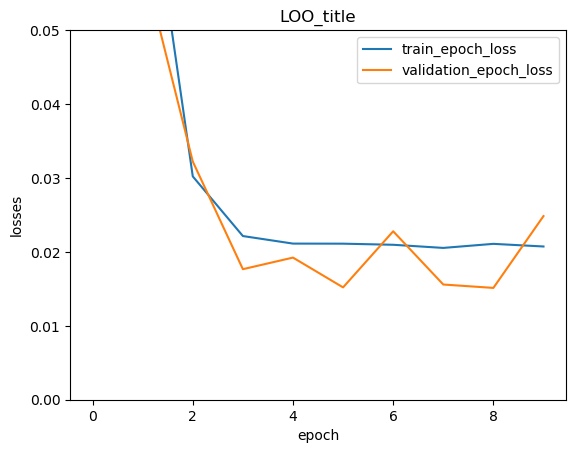 LOO_title
train_epoch_loss
validation_epoch_loss
losses
0.05
0.04
0.03
0.02
0.01
0.00
0 2 4 6 8
epoch